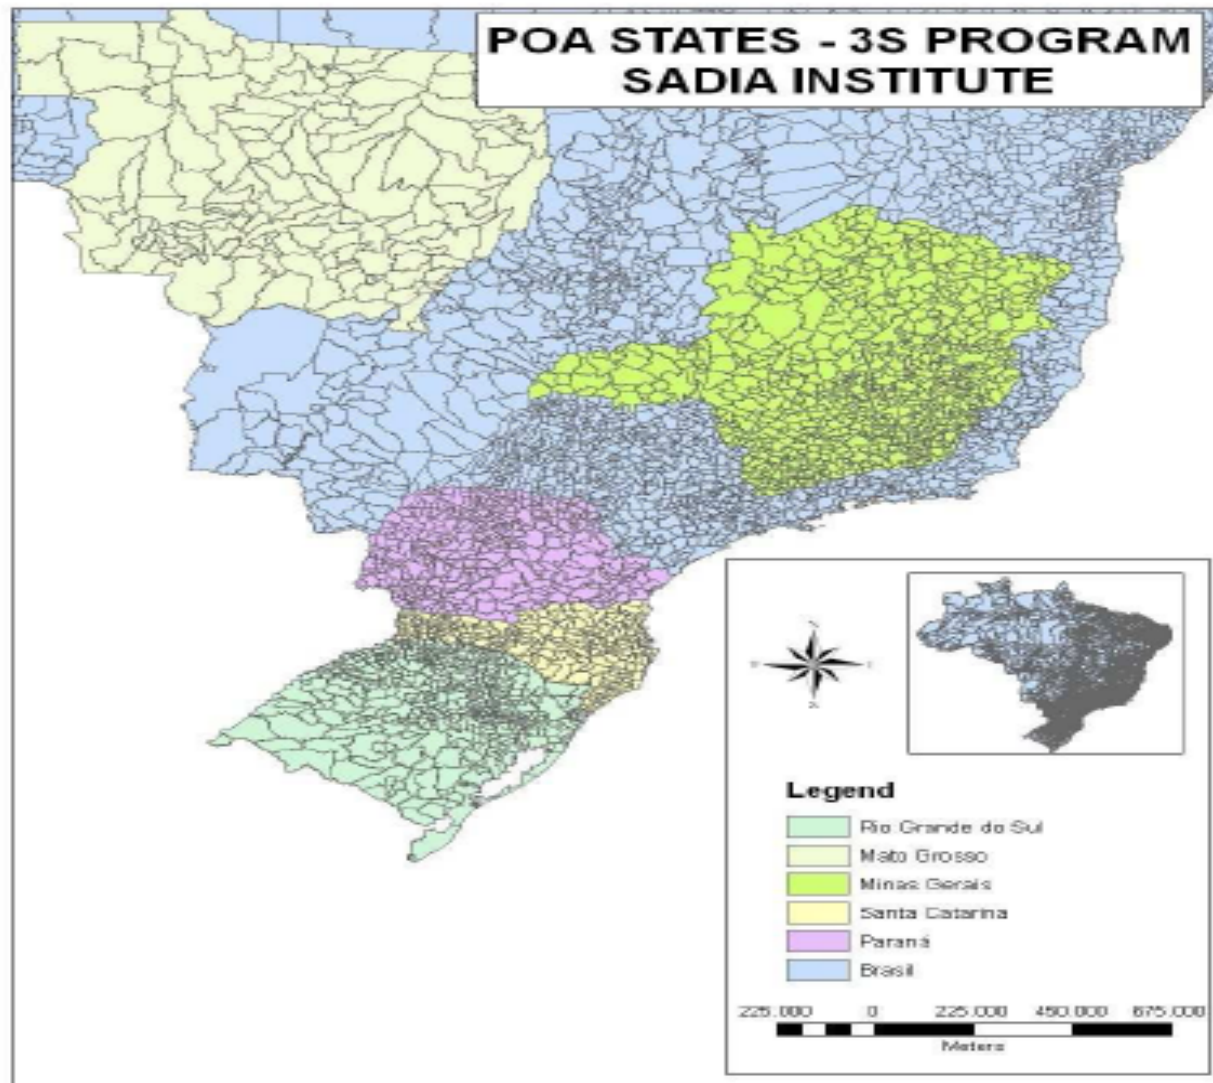 POA STATES - 3S PROGRAM
SADIA INSTITUTE
Legend
Rio Grande do Sul
Mato Grosso
Minas Gerais
Santa Catarina
Paraná
Brasil
225.000 0 225.000 450.000 675.000
Meters